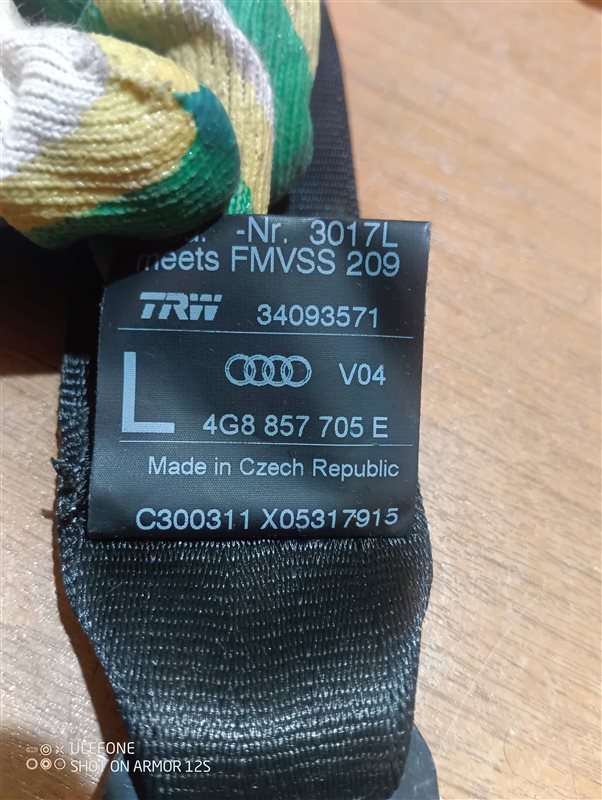 -Nr. 3017L
meets FMVSS 209
TRW 34093571
L
V04
4G8 857 705 E
Made in Czech Republic
C300311 X05317915
ULEFONE
SHOT ON ARMOR 12S